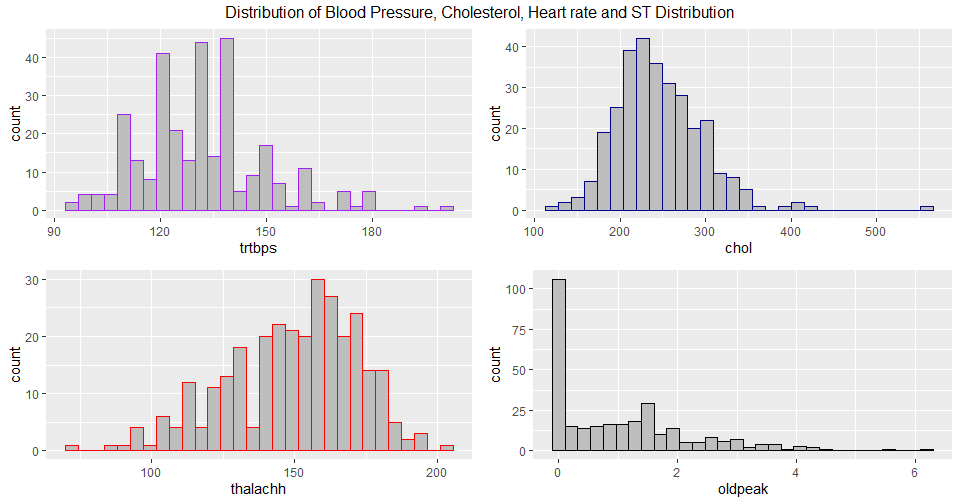 Distribution of Blood Pressure, Cholesterol, Heart rate and ST Distribution
count
40
30
20
10
0
90 120 150 180
trtbps
count
40
30
20
10
0
100 200 300 400 500
chol
count
30
20
10
0
100 150 200
thalachh
count
100
75
50
25
0
0 2 4 6
oldpeak